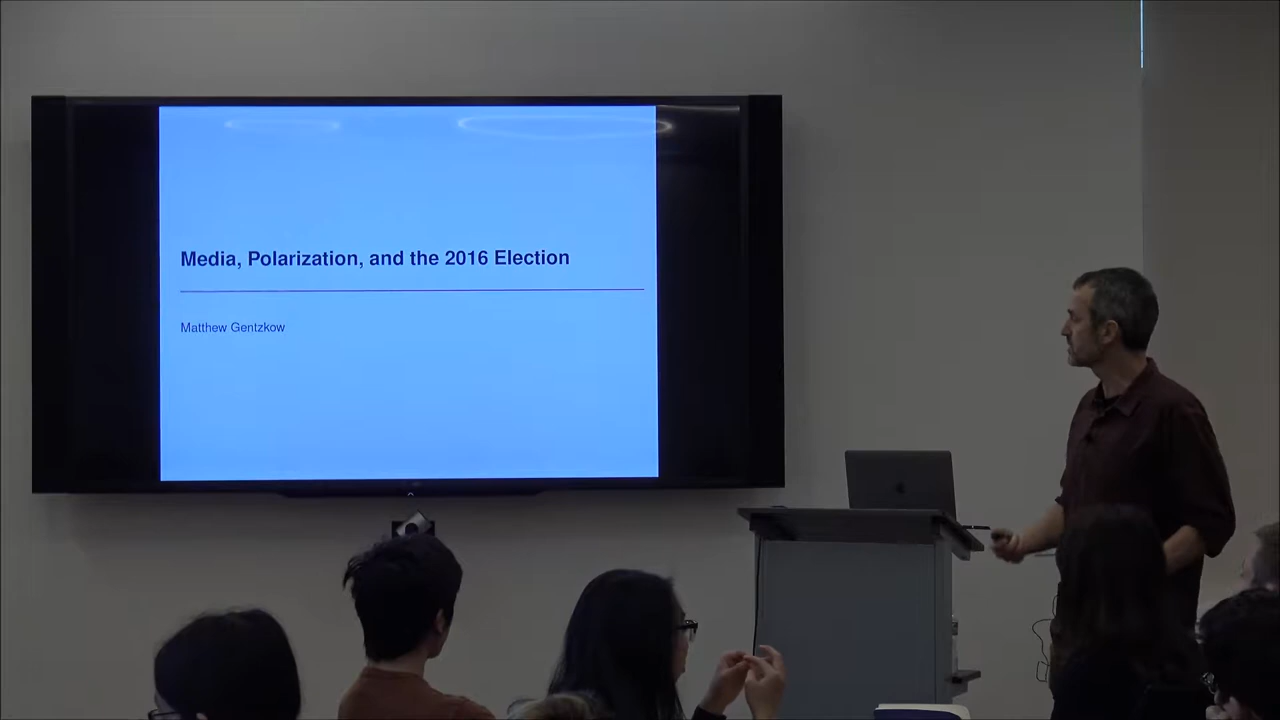 Media, Polarization, and the 2016 Election
Matthew Gentzkow